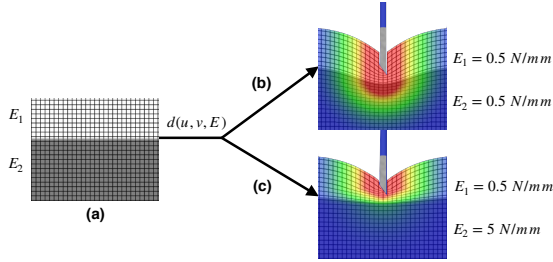 E₁
E₂
(a)
d(u, v, E)
(b)
(c)
E₁ = 0.5 N/mm
E₂ = 0.5 N/mm
E₁ = 0.5 N/mm
E₂ = 5 N/mm